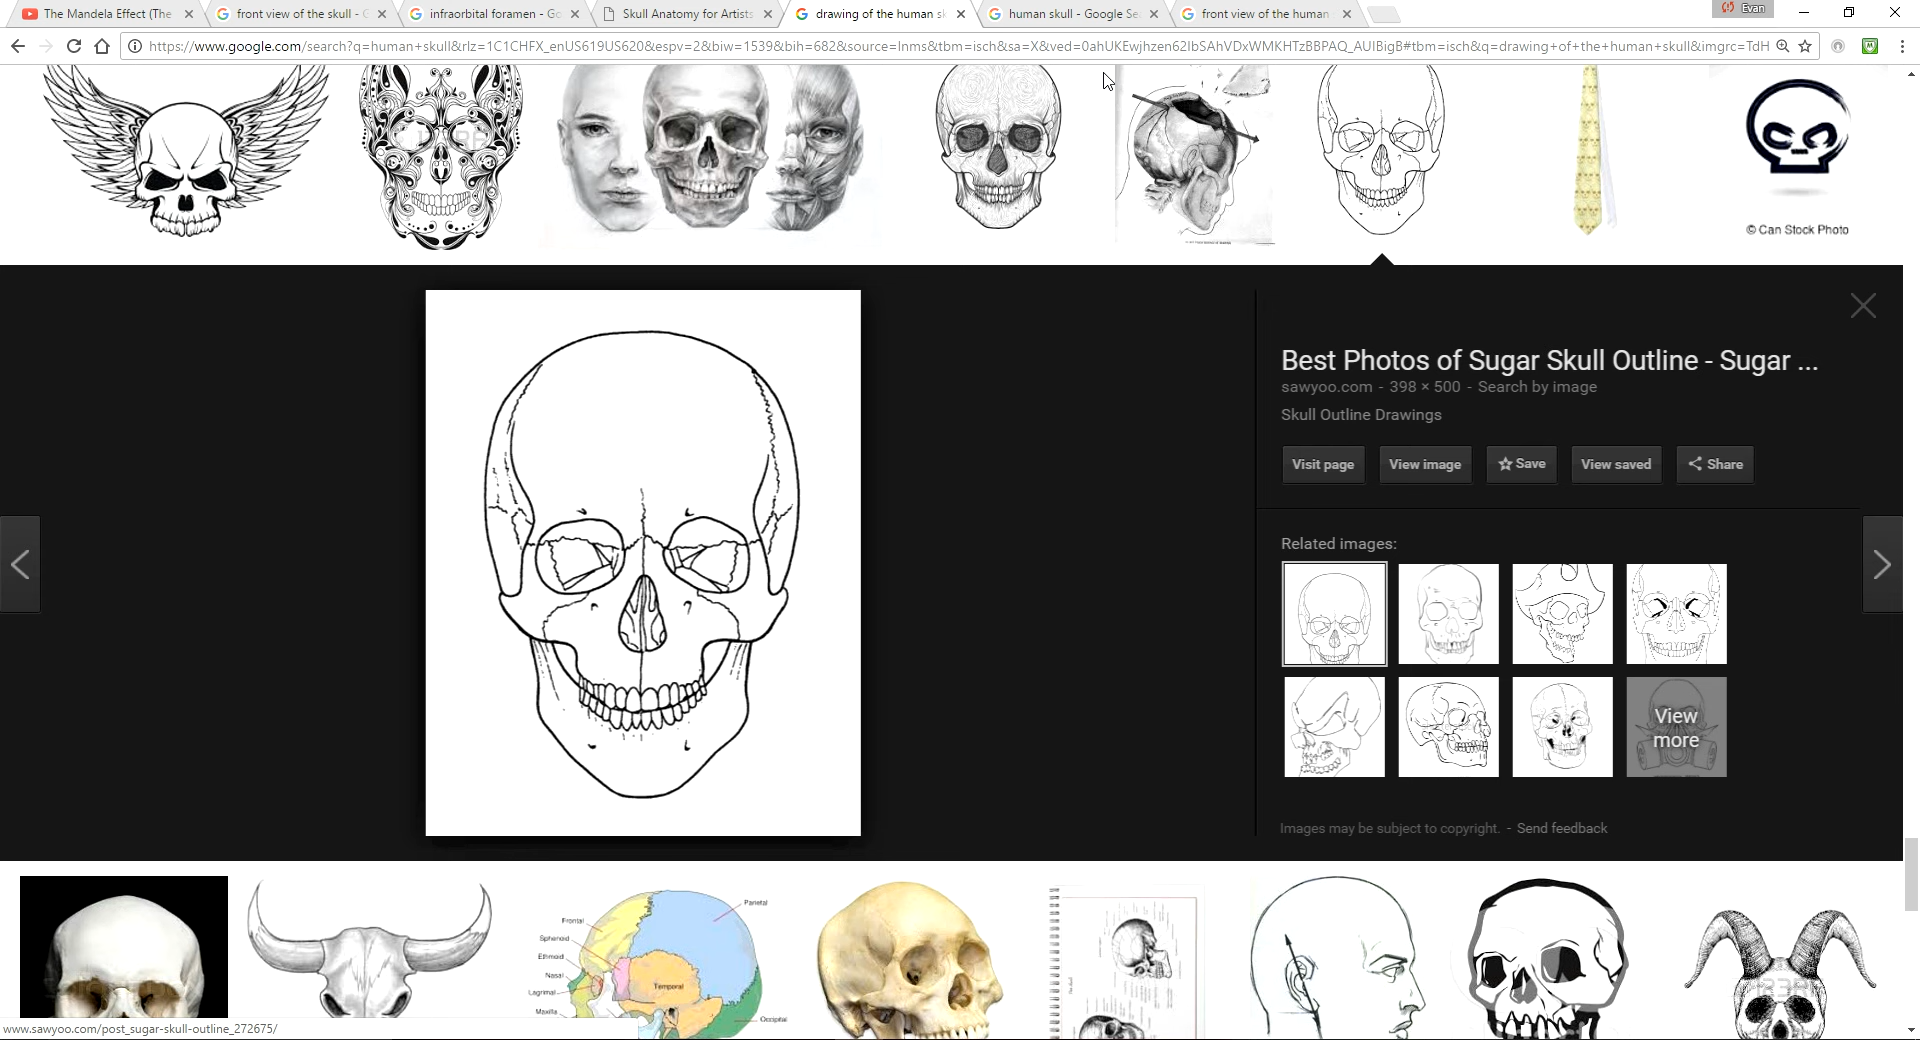 The Mandela Effect (The
front view of the skull - G
infraorbital foramen - Go
Skull Anatomy for Artists
drawing of the human sk
human skull - Google Se
front view of the human
Evan
https://www.google.com/search?q=human+skull&rlz=1C1CHFX_enUS619US620&espv=2&biw=1539&bih=682&source=lnms&tbm=isch&sa=X&ved=0ahUKEwjhzen62IbSAhVDxWMKHTzBBPAQ_AUIBigB#tbm=isch&q=drawing+of+the+human+skull&imgrc=TdH
© Can Stock Photo
Best Photos of Sugar Skull Outline - Sugar ...
sawyoo.com - 398 × 500 - Search by image
Skull Outline Drawings
Visit page
View image
Save
View saved
Share
Related images:
View
more
Images may be subject to copyright. - Send feedback
Parietal
Frontal
Sphenoid
Ethmoid
Nasal
Lagrimal
Maxilla
Temporal
Occipital
www.sawyoo.com/post_sugar-skull-outline_272675/